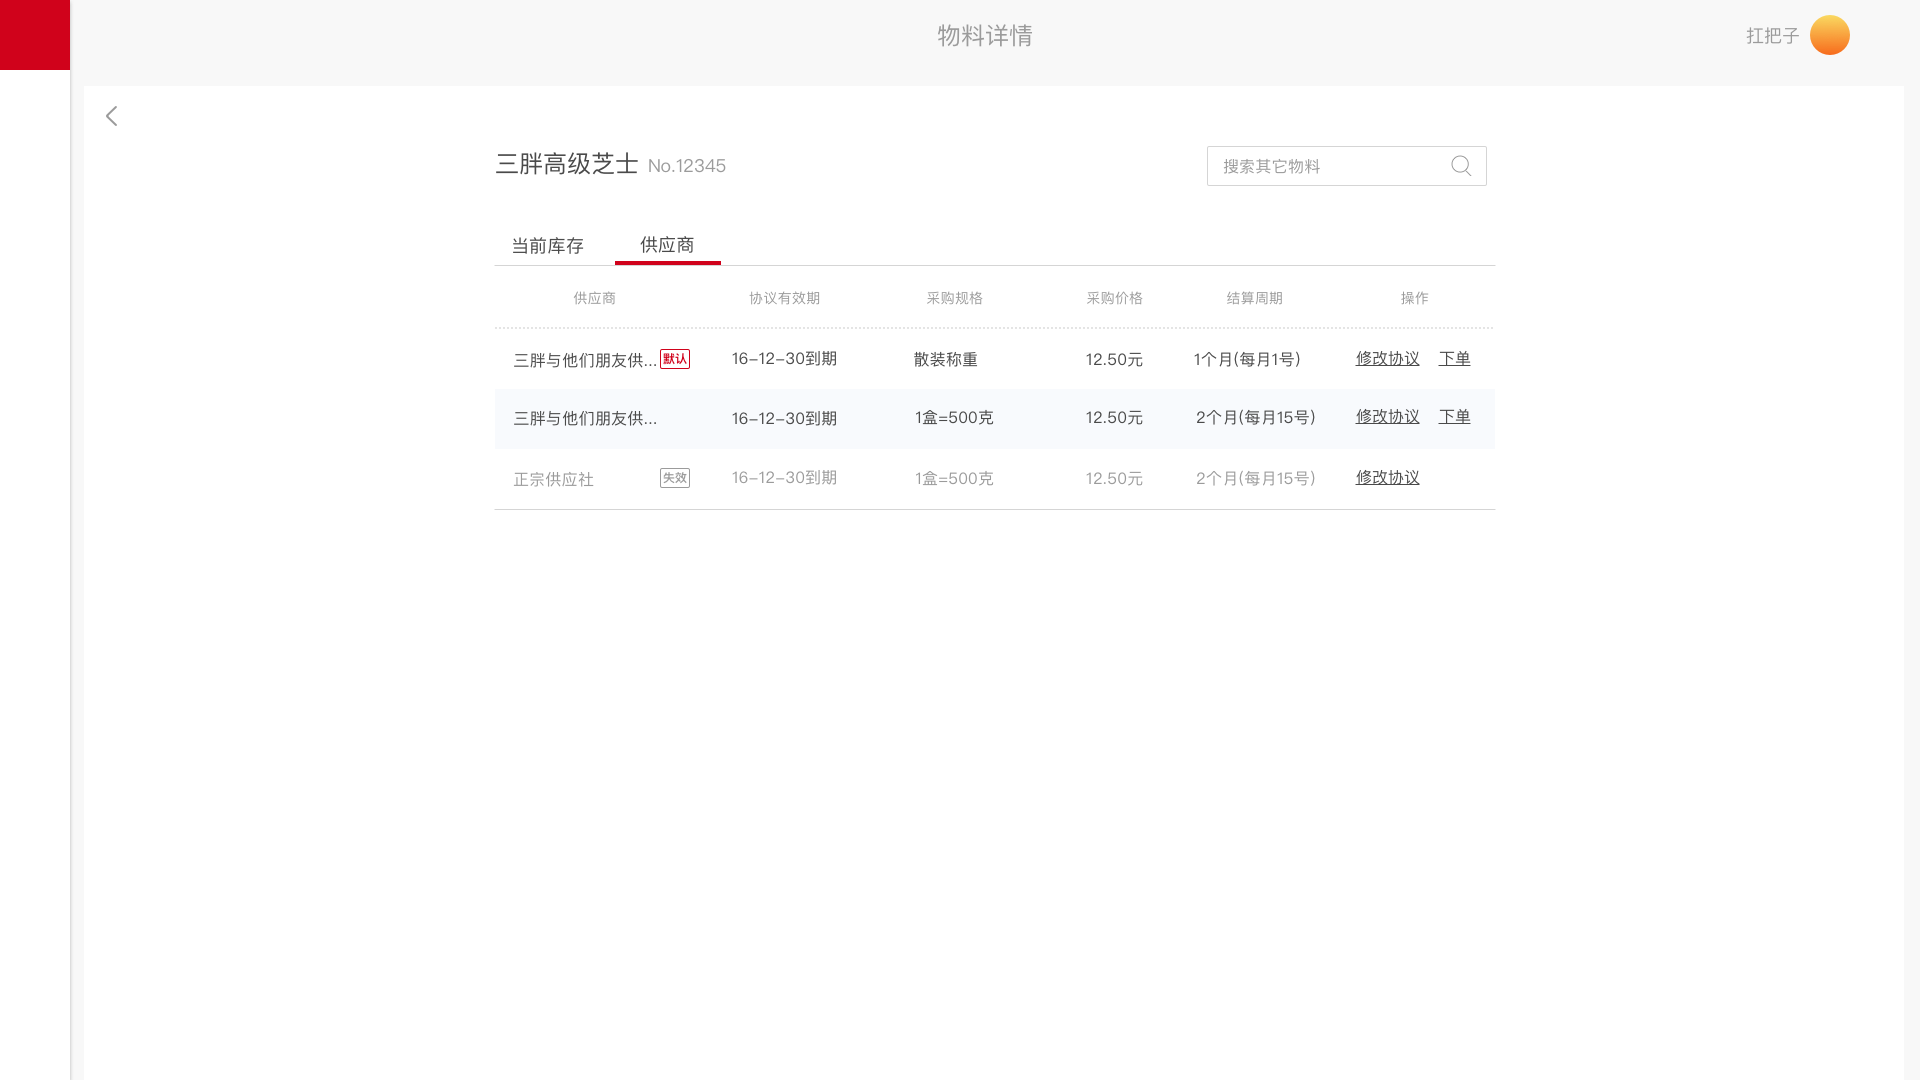 物料详情
扛把子
三胖高级芝士 No.12345
搜索其它物料
当前库存 供应商
供应商 协议有效期 采购规格 采购价格 结算周期 操作
三胖与他们朋友供... 默认 16-12-30到期 散装称重 12.50元 1个月(每月1号) 修改协议 下单
三胖与他们朋友供... 16-12-30到期 1盒=500克 12.50元 2个月(每月15号) 修改协议 下单
正宗供应社 失效 16-12-30到期 1盒=500克 12.50元 2个月(每月15号) 修改协议